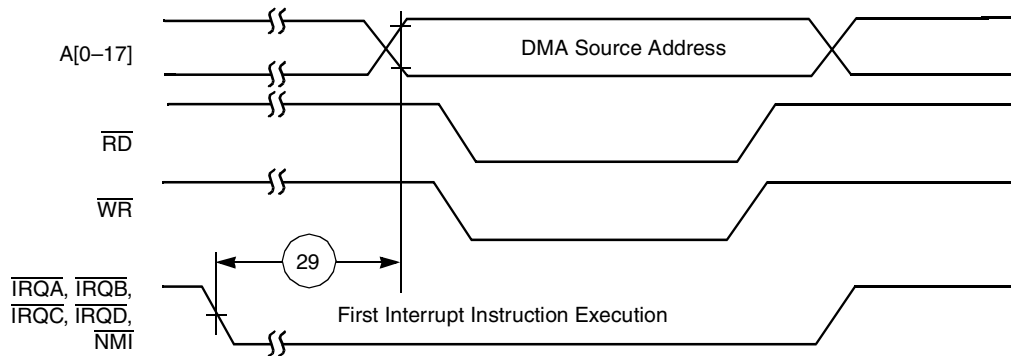 A[0–17]
DMA Source Address
RD
WR
29
IRQA, IRQB,
IRQC, IRQD,
NMI
First Interrupt Instruction Execution